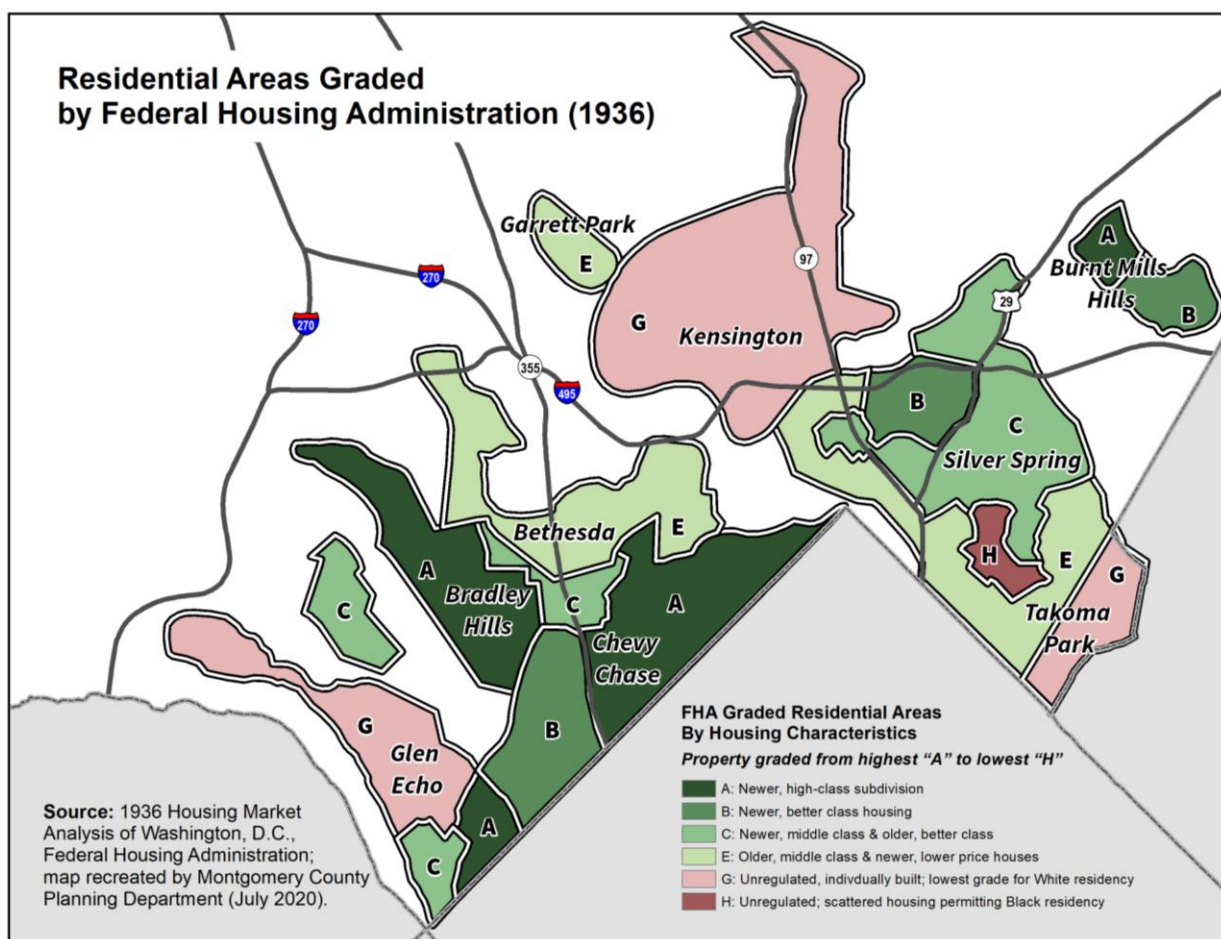 Residential Areas Graded
by Federal Housing Administration (1936)
Garrett Park
E
270
270
97
G
Kensington
A
Burnt Mills
Hills
B
29
355
495
B
C
Silver Spring
Bethesda
E
A
Bradley
Hills
A
C
C
Chevy
Chase
H
E
G
Takoma
Park
G
Glen
Echo
B
A
C
FHA Graded Residential Areas
By Housing Characteristics
Property graded from highest “A” to lowest “H”
A: Newer, high-class subdivision
B: Newer, better class housing
C: Newer, middle class & older, better class
E: Older, middle class & newer, lower price houses
G: Unregulated, indivdually built; lowest grade for White residency
H: Unregulated; scattered housing permitting Black residency
Source: 1936 Housing Market
Analysis of Washington, D.C.,
Federal Housing Administration;
map recreated by Montgomery County
Planning Department (July 2020).